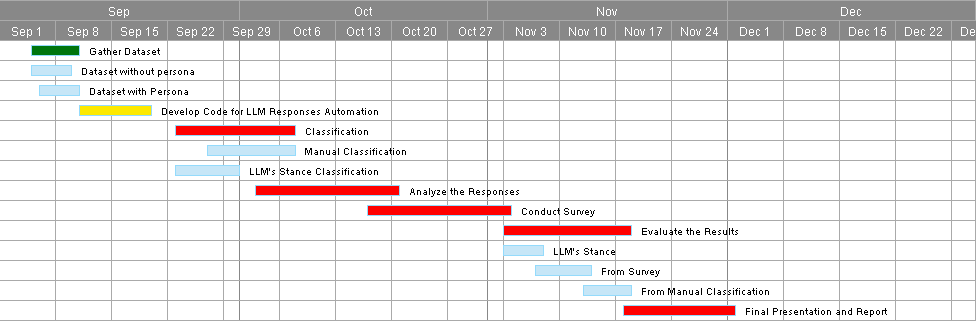 Sep Oct Nov Dec
Sep 1 Sep 8 Sep 15 Sep 22 Sep 29 Oct 6 Oct 13 Oct 20 Oct 27 Nov 3 Nov 10 Nov 17 Nov 24 Dec 1 Dec 8 Dec 15 Dec 22 De
Gather Dataset
Dataset without persona
Dataset with Persona
Develop Code for LLM Responses Automation
Classification
Manual Classification
LLM's Stance Classification
Analyze the Responses
Conduct Survey
Evaluate the Results
LLM's Stance
From Survey
From Manual Classification
Final Presentation and Report